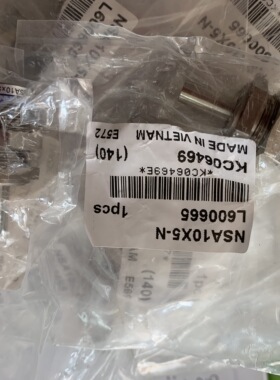 NSA10X5-N
L600665
1pcs
*KC06469E*
KC06469
(140)
MADE IN VIETNAM
E572